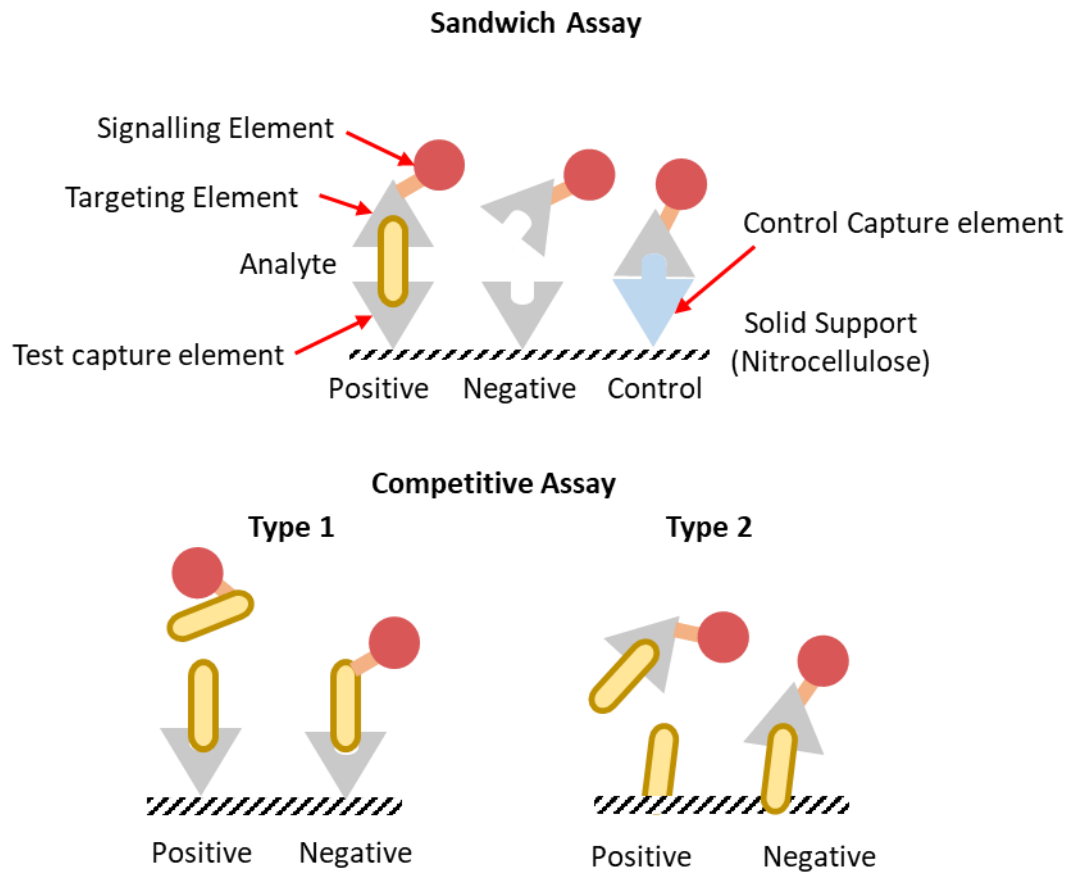 Sandwich Assay
Signalling Element
Targeting Element
Analyte
Test capture element
Control Capture element
Solid Support
(Nitrocellulose)
Positive
Negative
Control
Competitive Assay
Type 1
Type 2
Positive
Negative
Positive
Negative